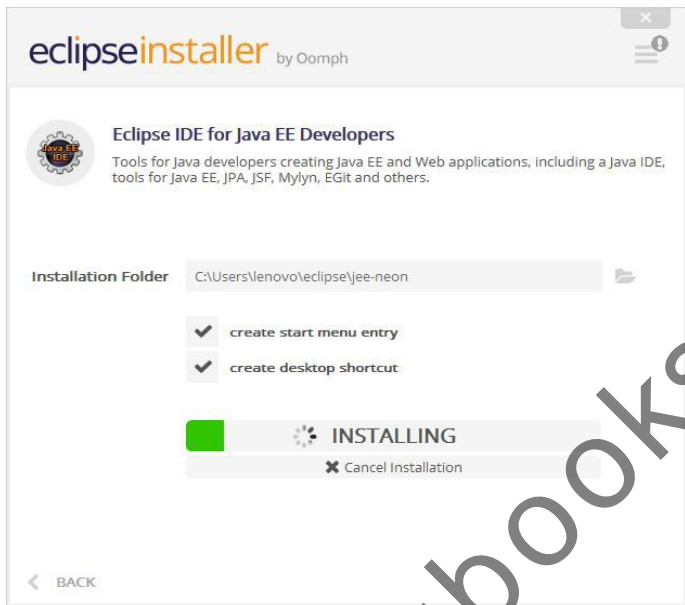 eclipseinstaller by Oomph
Java EE
IDE
Eclipse IDE for Java EE Developers
Tools for Java developers creating Java EE and Web applications, including a Java IDE,
tools for Java EE, JPA, JSF, Mylyn, EGit and others.
Installation Folder C:\Users\lenovo\eclipse\jee-neon
create start menu entry
create desktop shortcut
INSTALLING
Cancel Installation
BACK
books